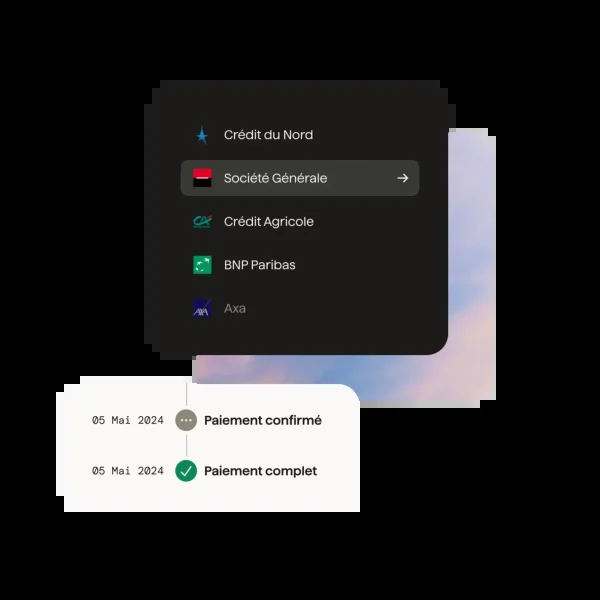 Crédit du Nord
Société Générale
Crédit Agricole
BNP Paribas
AXA Axa
05 Mai 2024 Paiement confirmé
05 Mai 2024 Paiement complet